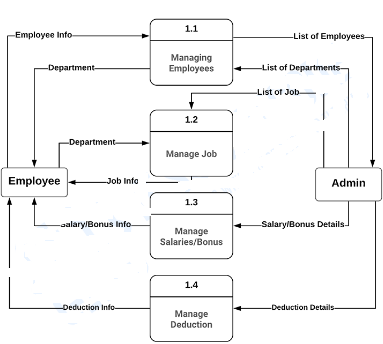 1.1
Employee Info
List of Employees
Managing
Employees
Department
List of Departments
List of Job
1.2
Department
Manage Job
Employee
Job Info
Admin
1.3
Salary/Bonus Info
Manage
Salaries/Bonus
Salary/Bonus Details
1.4
Deduction Info
Manage
Deduction
Deduction Details